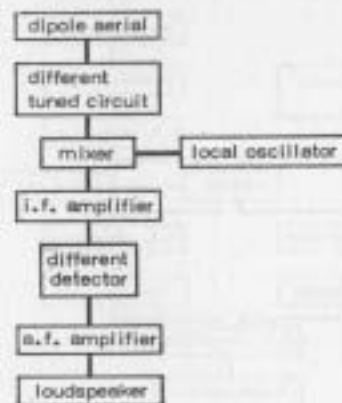 dipole aerial
different
tuned circuit
mixer
local oscillator
i.f. amplifier
different
detector
a.f. amplifier
loudspeaker